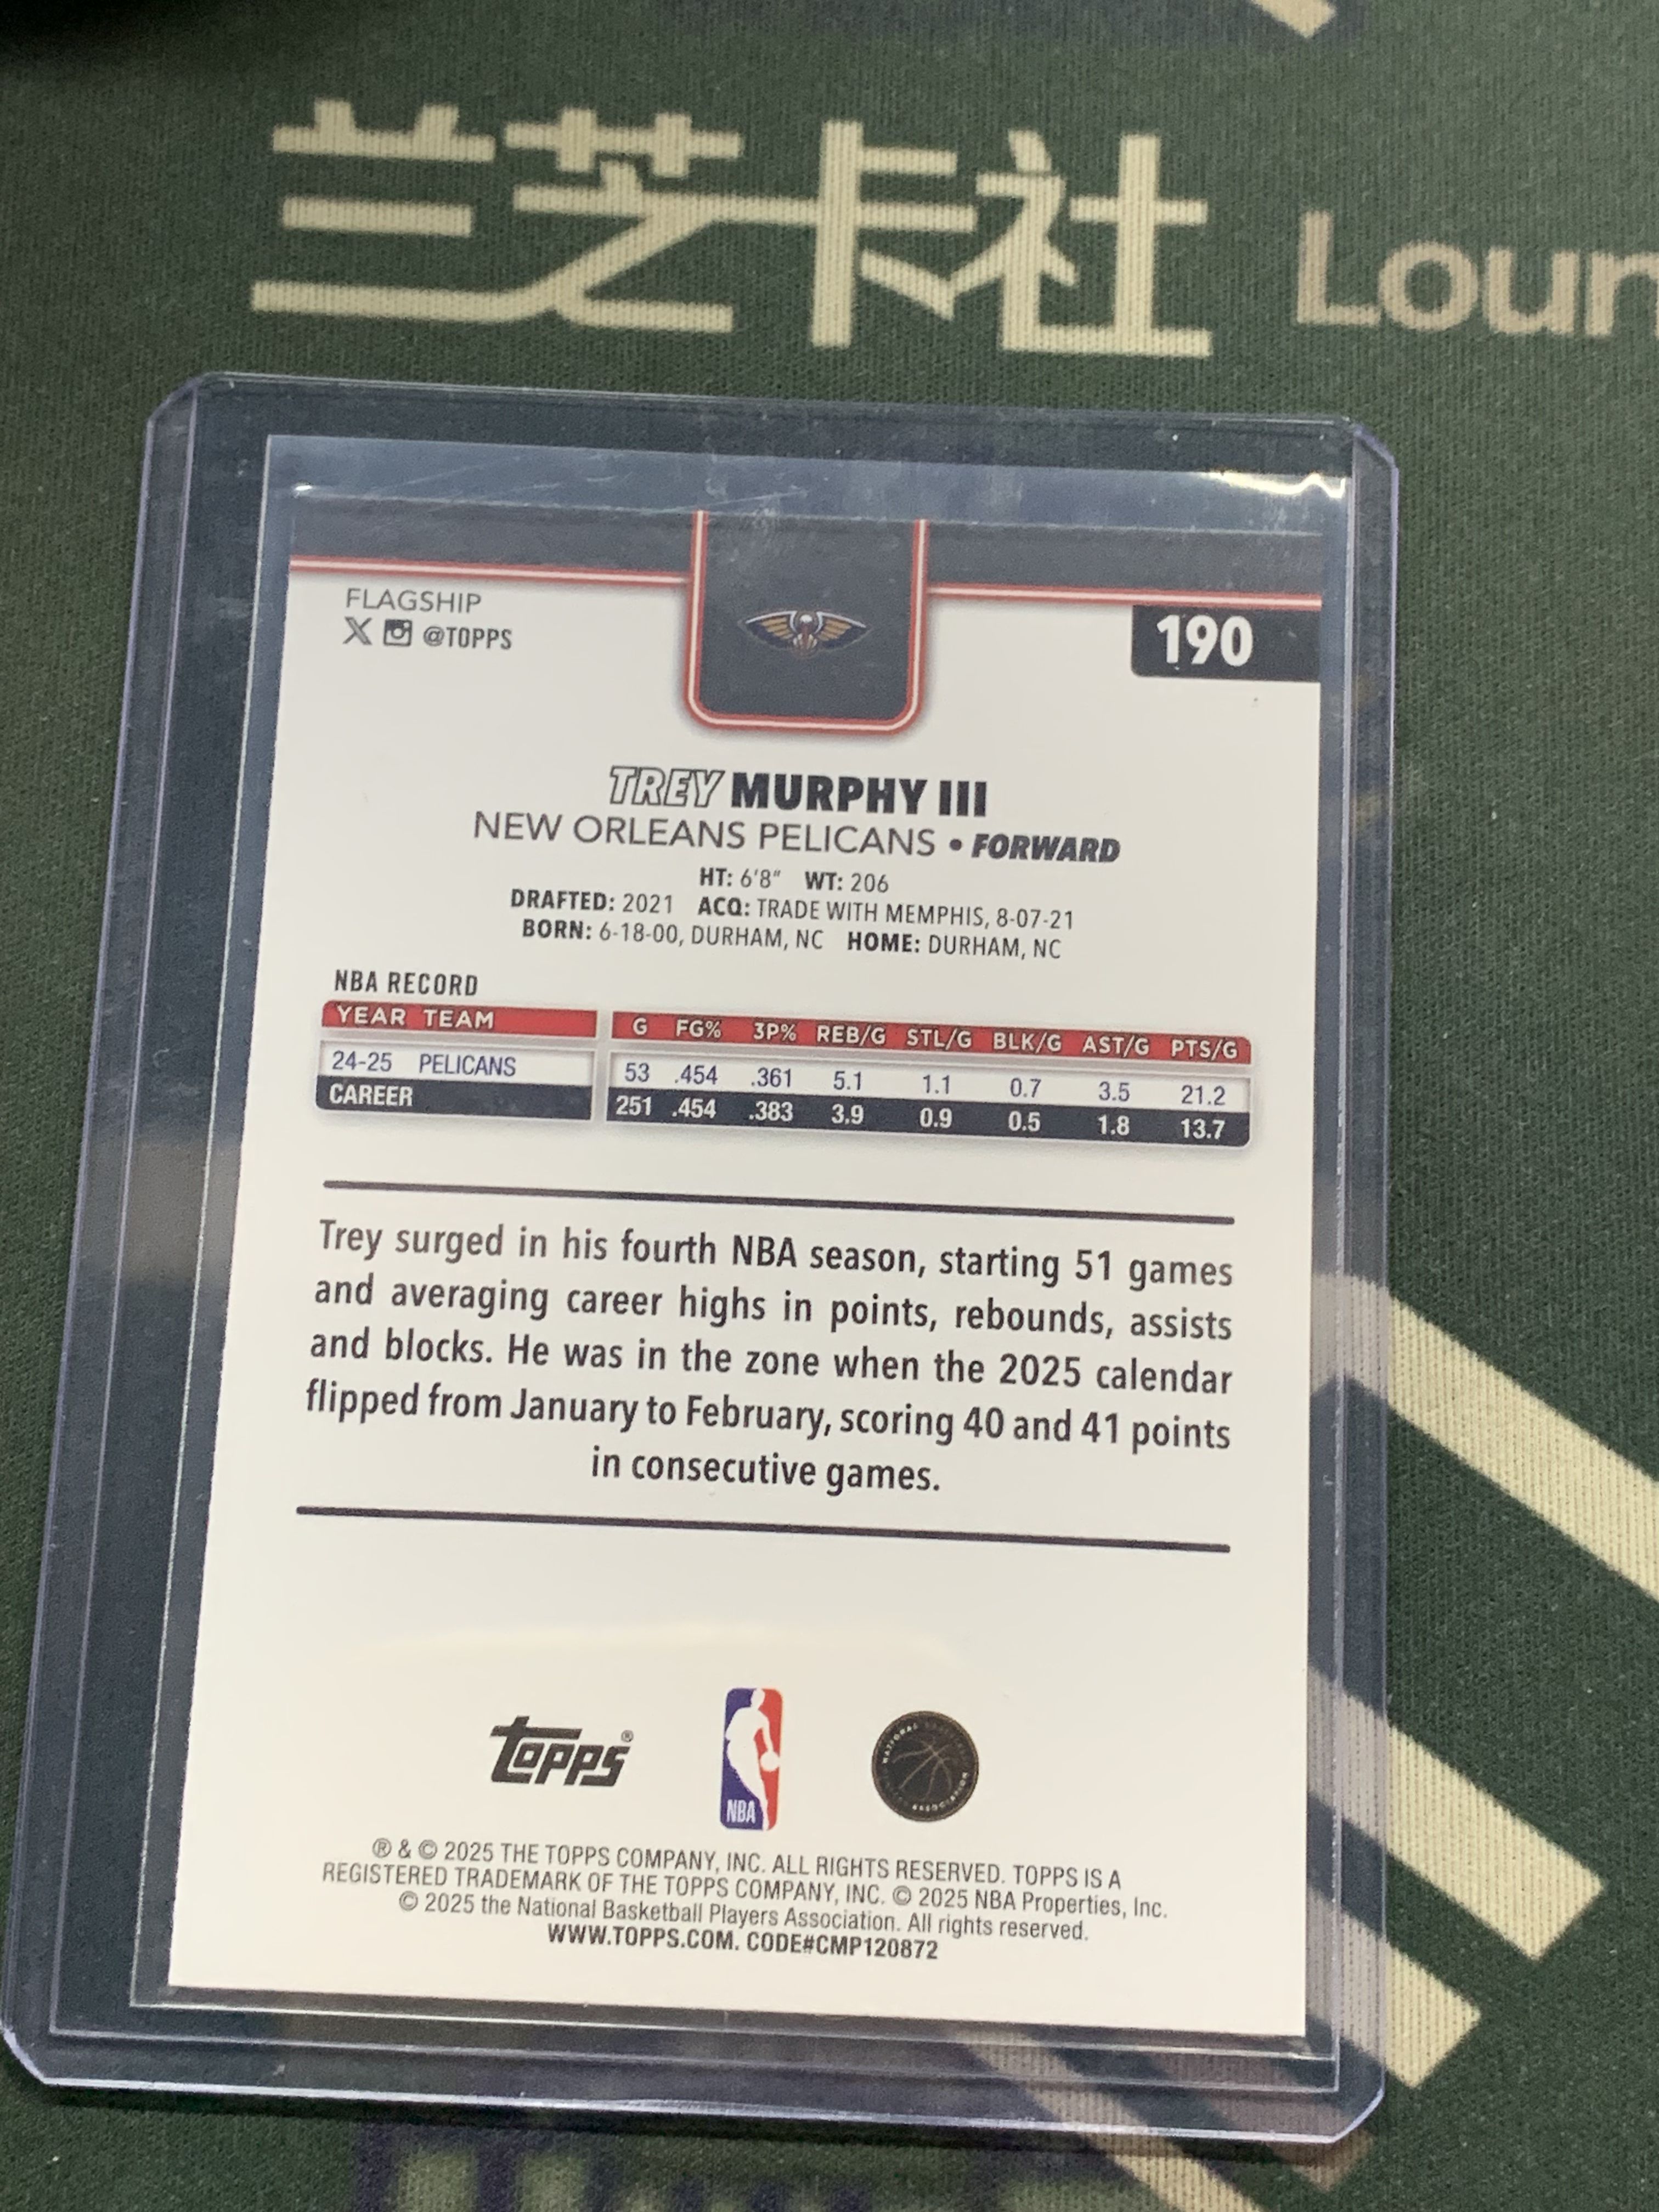 兰艺卡社 Loun
FLAGSHIP
@TOPPS
190
TREY MURPHY III
NEW ORLEANS PELICANS • FORWARD
HT: 6'8" WT: 206
DRAFTED: 2021 ACQ: TRADE WITH MEMPHIS, 8-07-21
BORN: 6-18-00, DURHAM, NC HOME: DURHAM, NC
NBA RECORD
YEAR TEAM G FG% 3P% REB/G STL/G BLK/G AST/G PTS/G
24-25 PELICANS 53 .454 .361 5.1 1.1 0.7 3.5 21.2
CAREER 251 .454 .383 3.9 0.9 0.5 1.8 13.7
Trey surged in his fourth NBA season, starting 51 games
and averaging career highs in points, rebounds, assists
and blocks. He was in the zone when the 2025 calendar
flipped from January to February, scoring 40 and 41 points
in consecutive games.
topps®
NBA
® & © 2025 THE TOPPS COMPANY, INC. ALL RIGHTS RESERVED. TOPPS IS A
REGISTERED TRADEMARK OF THE TOPPS COMPANY, INC. © 2025 NBA Properties, Inc.
© 2025 the National Basketball Players Association. All rights reserved.
WWW.TOPPS.COM. CODE#CMP120872